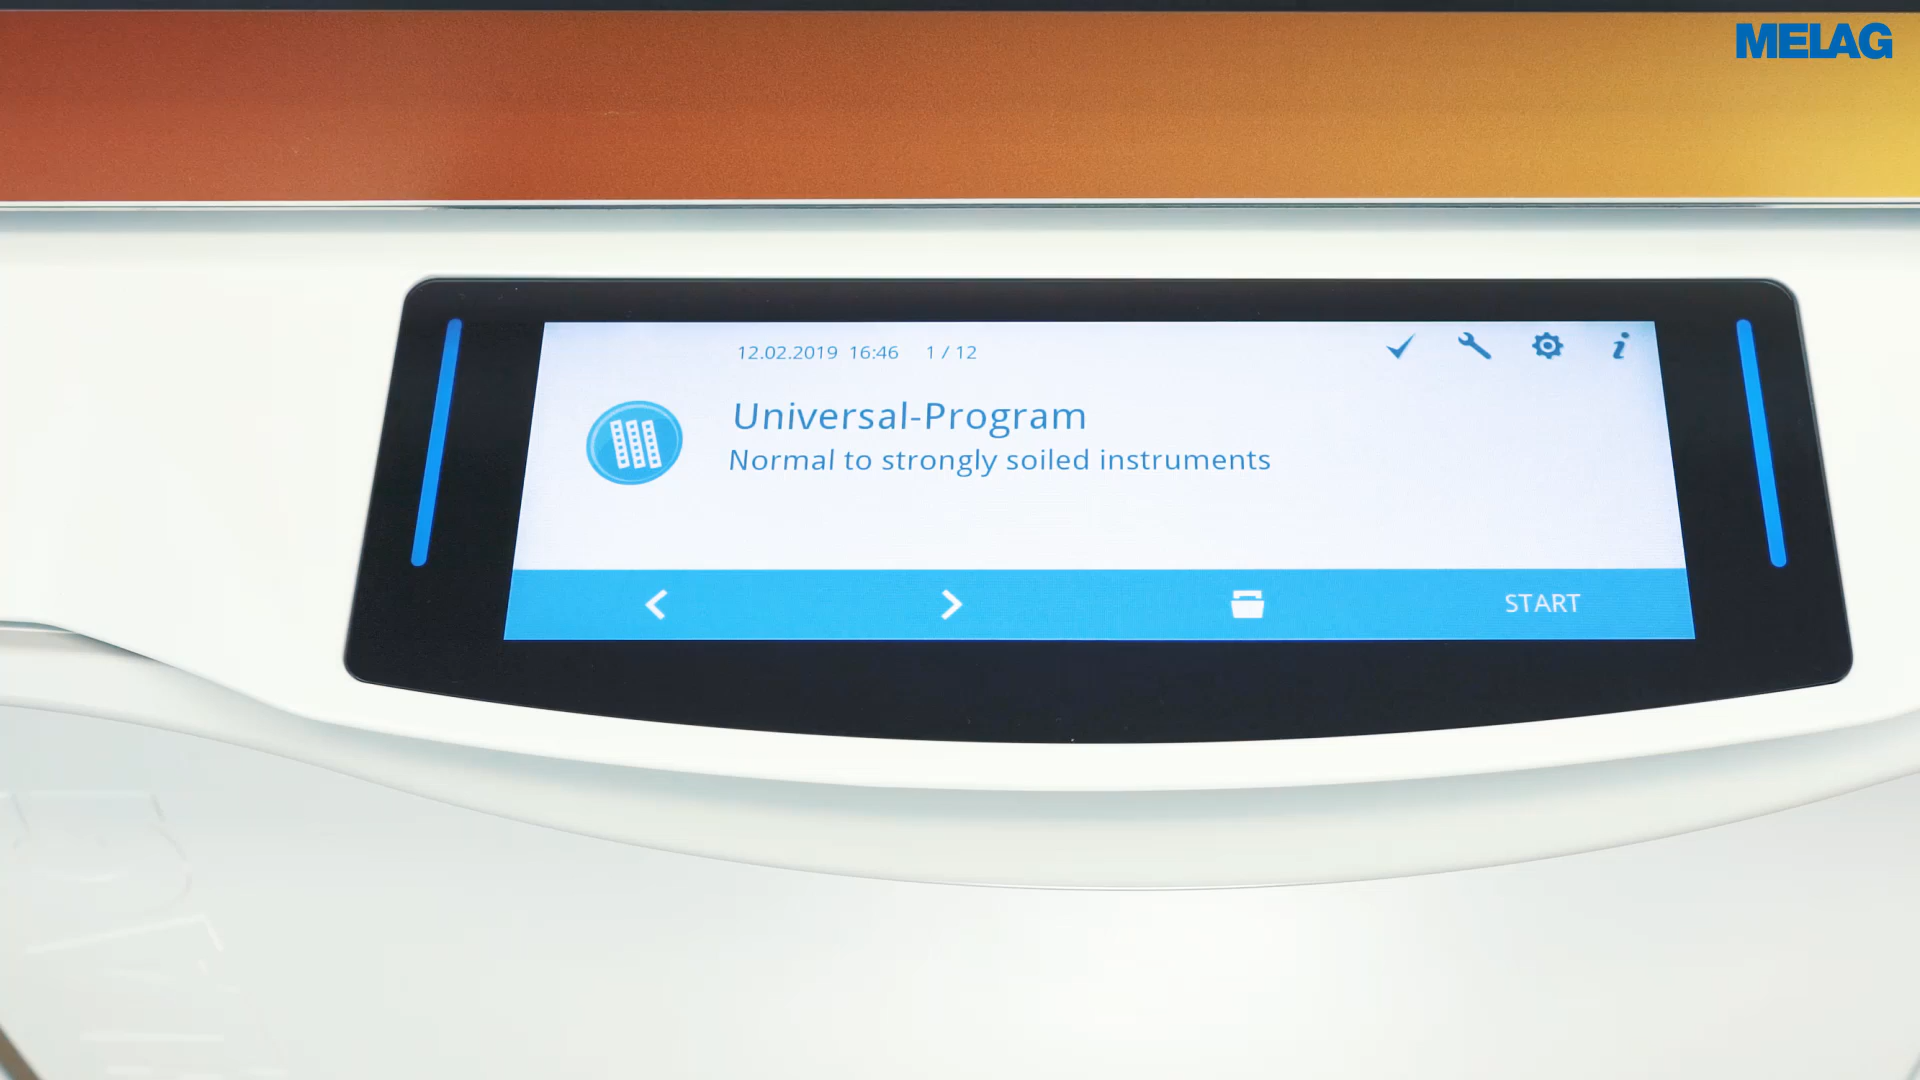 MELAG
12.02.2019 16:46 1 / 12
Universal-Program
Normal to strongly soiled instruments
START